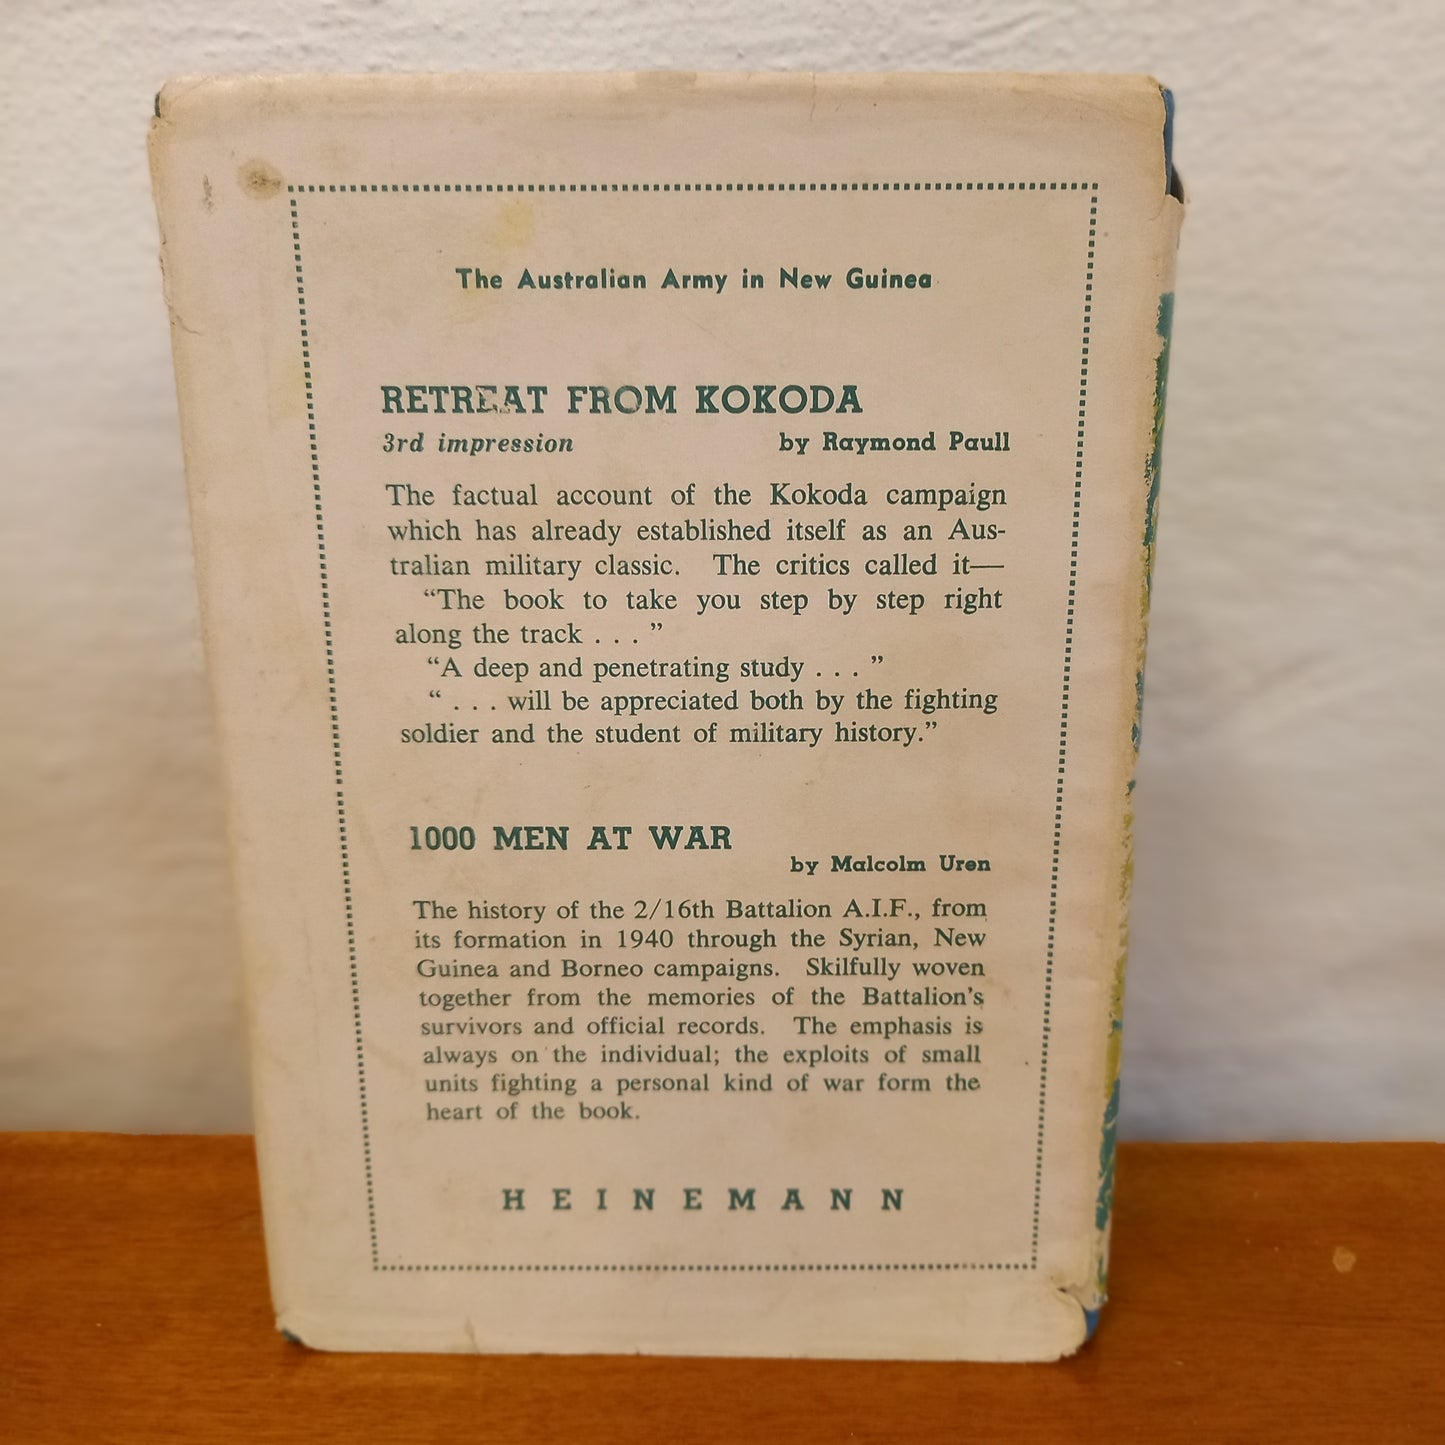 The Australian Army in New Guinea
RETREAT FROM KOKODA
3rd impression by Raymond Paull
The factual account of the Kokoda campaign
which has already established itself as an Aus-
tralian military classic. The critics called it—
“The book to take you step by step right
along the track . . . ”
“A deep and penetrating study . . . ”
“ . . . will be appreciated both by the fighting
soldier and the student of military history.”
1000 MEN AT WAR
by Malcolm Uren
The history of the 2/16th Battalion A.I.F., from
its formation in 1940 through the Syrian, New
Guinea and Borneo campaigns. Skilfully woven
together from the memories of the Battalion's
survivors and official records. The emphasis is
always on the individual; the exploits of small
units fighting a personal kind of war form the
heart of the book.
HEINEMANN